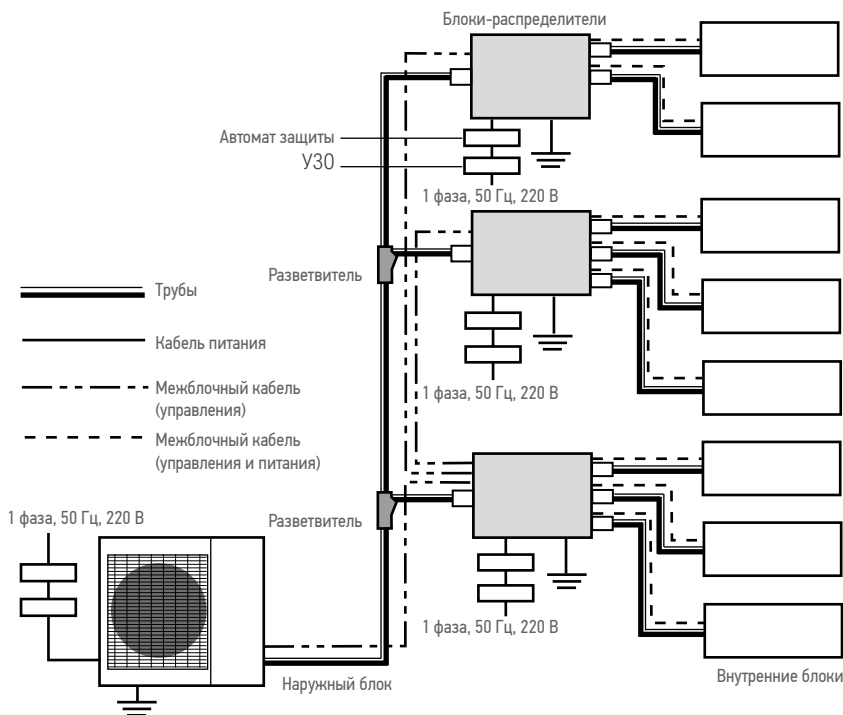 Блоки-распределители
Автомат защиты
УЗО
1 фаза, 50 Гц, 220 В
Разветвитель
Трубы
Кабель питания
1 фаза, 50 Гц, 220 В
Межблочный кабель
(управления)
Межблочный кабель
(управления и питания)
1 фаза, 50 Гц, 220 В
Разветвитель
1 фаза, 50 Гц, 220 В
Внутренние блоки
Наружный блок